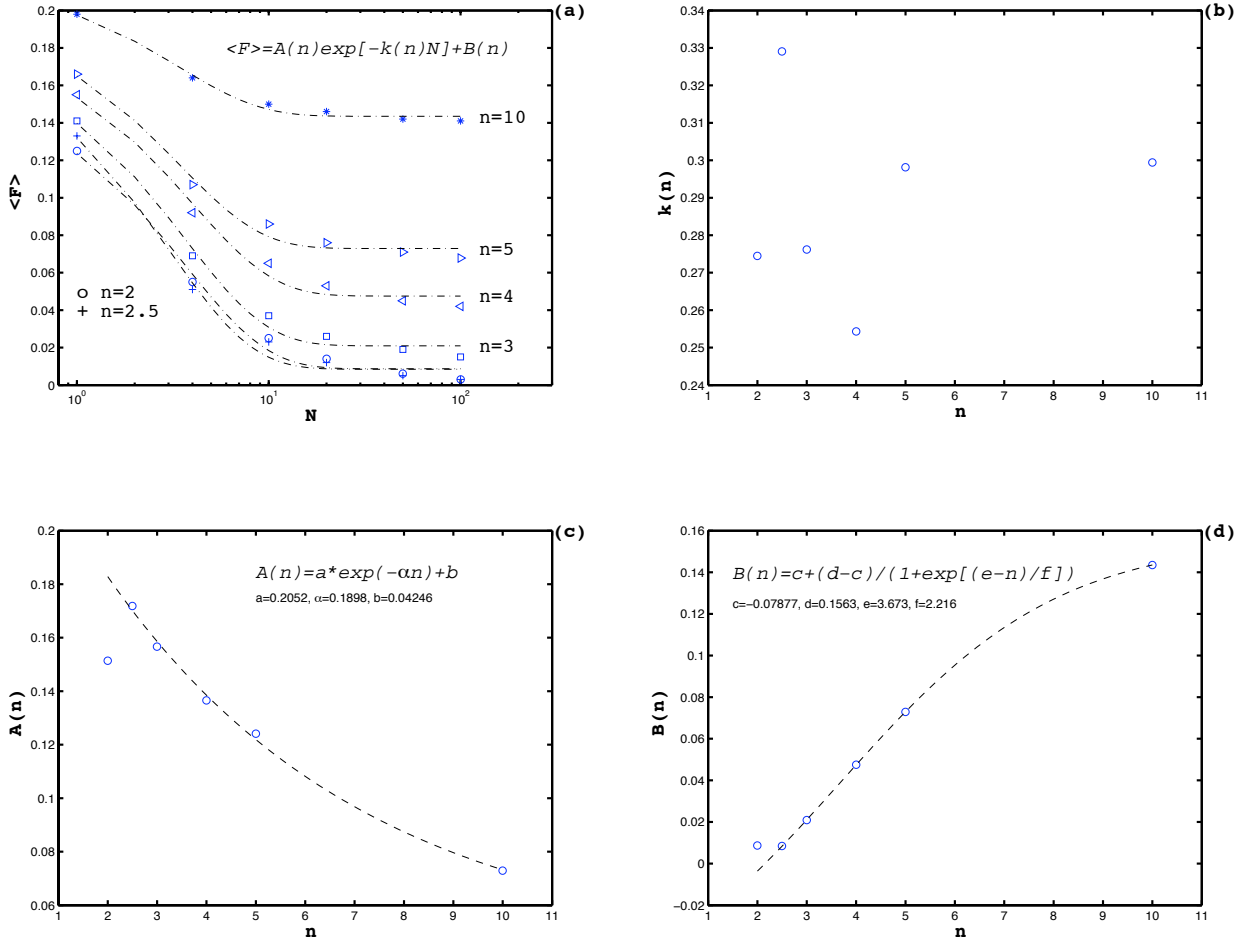 (a)
0.2
0.18
0.16
0.14
0.12
0.1
0.08
0.06
0.04
0.02
0
<F>
<F>=A(n)exp[-k(n)N]+B(n)
n=10
n=5
n=4
n=3
o n=2
+ n=2.5
10⁰ 10¹ 10²
N
(b)
0.34
0.33
0.32
0.31
0.3
0.29
0.28
0.27
0.26
0.25
0.24
k(n)
1 2 3 4 5 6 7 8 9 10 11
n
(c)
0.2
0.18
0.16
0.14
0.12
0.1
0.08
0.06
A(n)
A(n)=a*exp(-αn)+b
a=0.2052, α=0.1898, b=0.04246
1 2 3 4 5 6 7 8 9 10 11
n
(d)
0.16
0.14
0.12
0.1
0.08
0.06
0.04
0.02
0
−0.02
B(n)
B(n)=c+(d-c)/(1+exp[(e-n)/f])
c=−0.07877, d=0.1563, e=3.673, f=2.216
1 2 3 4 5 6 7 8 9 10 11
n